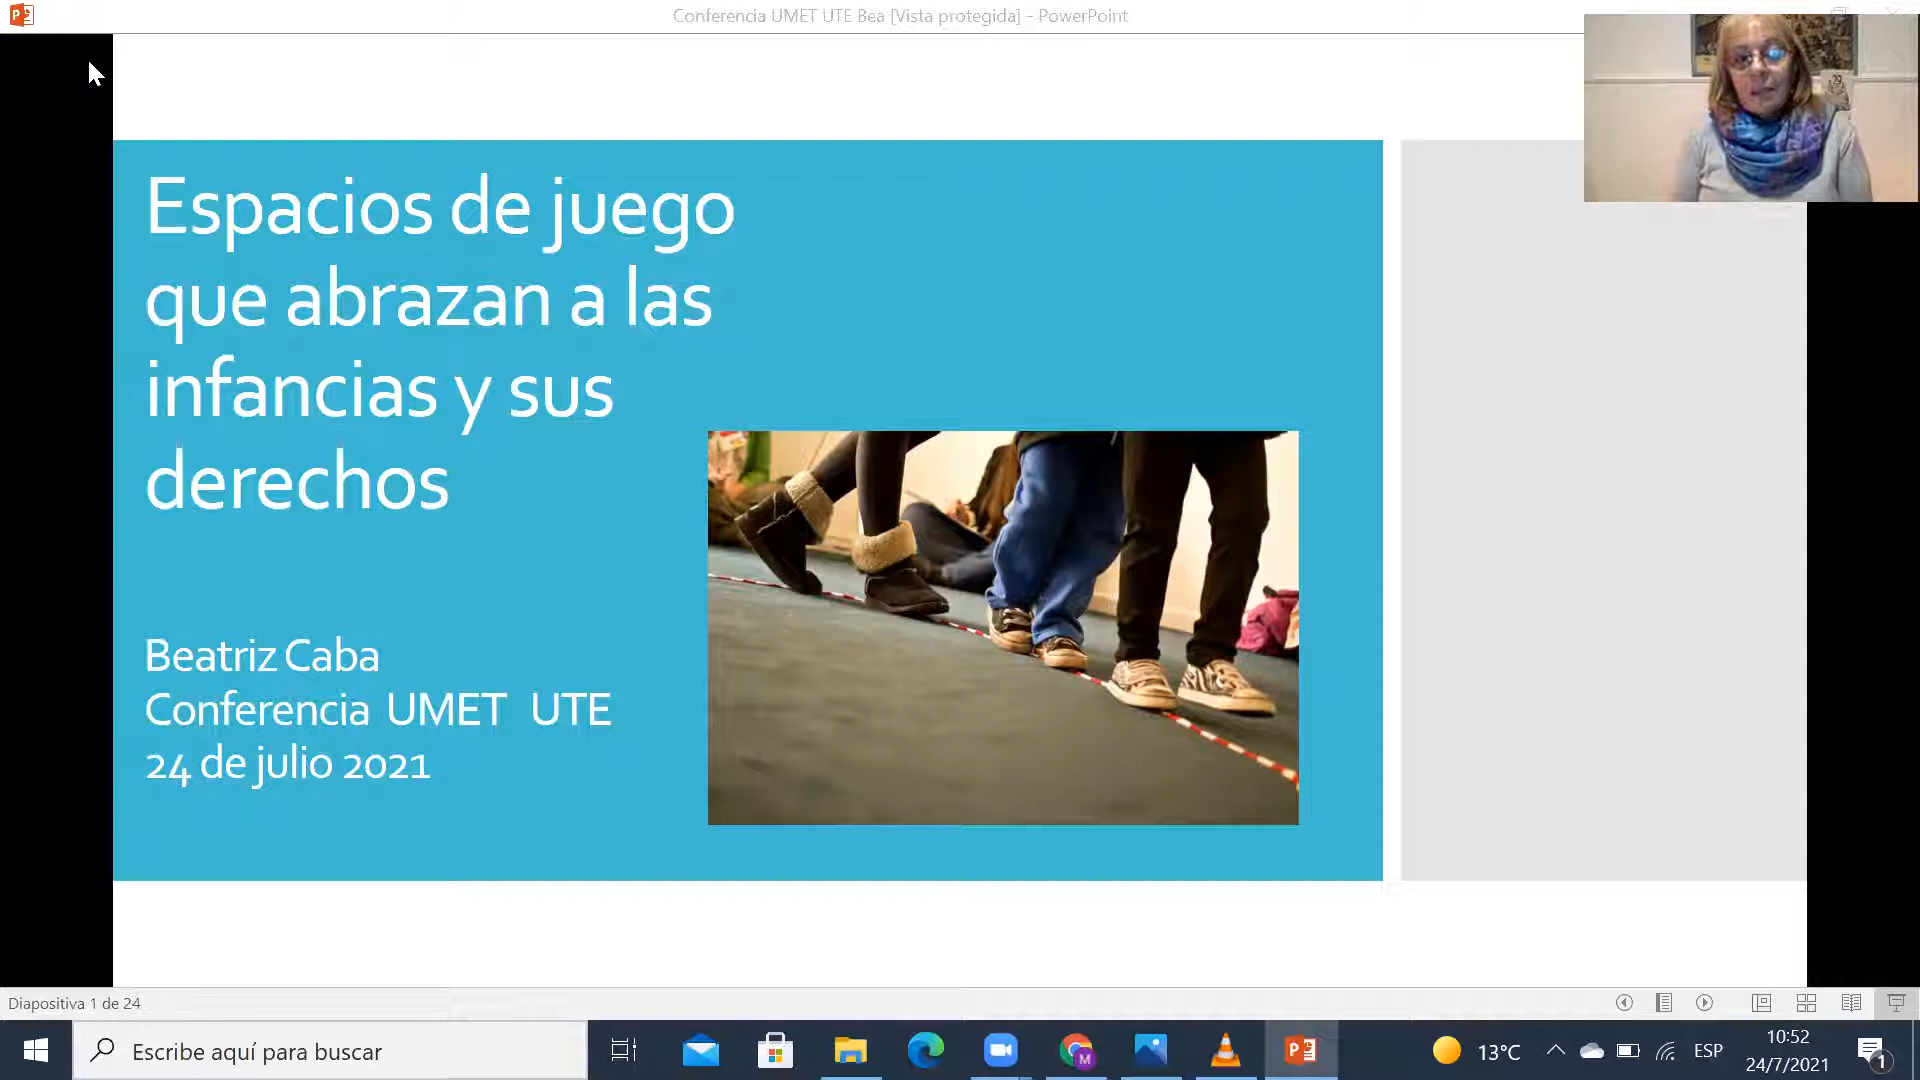 Conferencia UMET UTE Bea [Vista protegida] - PowerPoint
29
Espacios de juego
que abrazan a las
infancias y sus
derechos
Beatriz Caba
Conferencia UMET UTE
24 de julio 2021
Diapositiva 1 de 24
Escribe aquí para buscar
M
13°C
ESP
10:52
24/7/2021
1